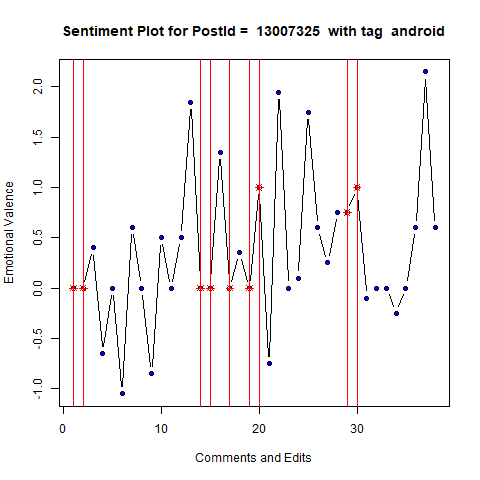 Sentiment Plot for PostId = 13007325 with tag android
Emotional Valence
2.0
1.5
1.0
0.5
0.0
-0.5
-1.0
0 10 20 30
Comments and Edits